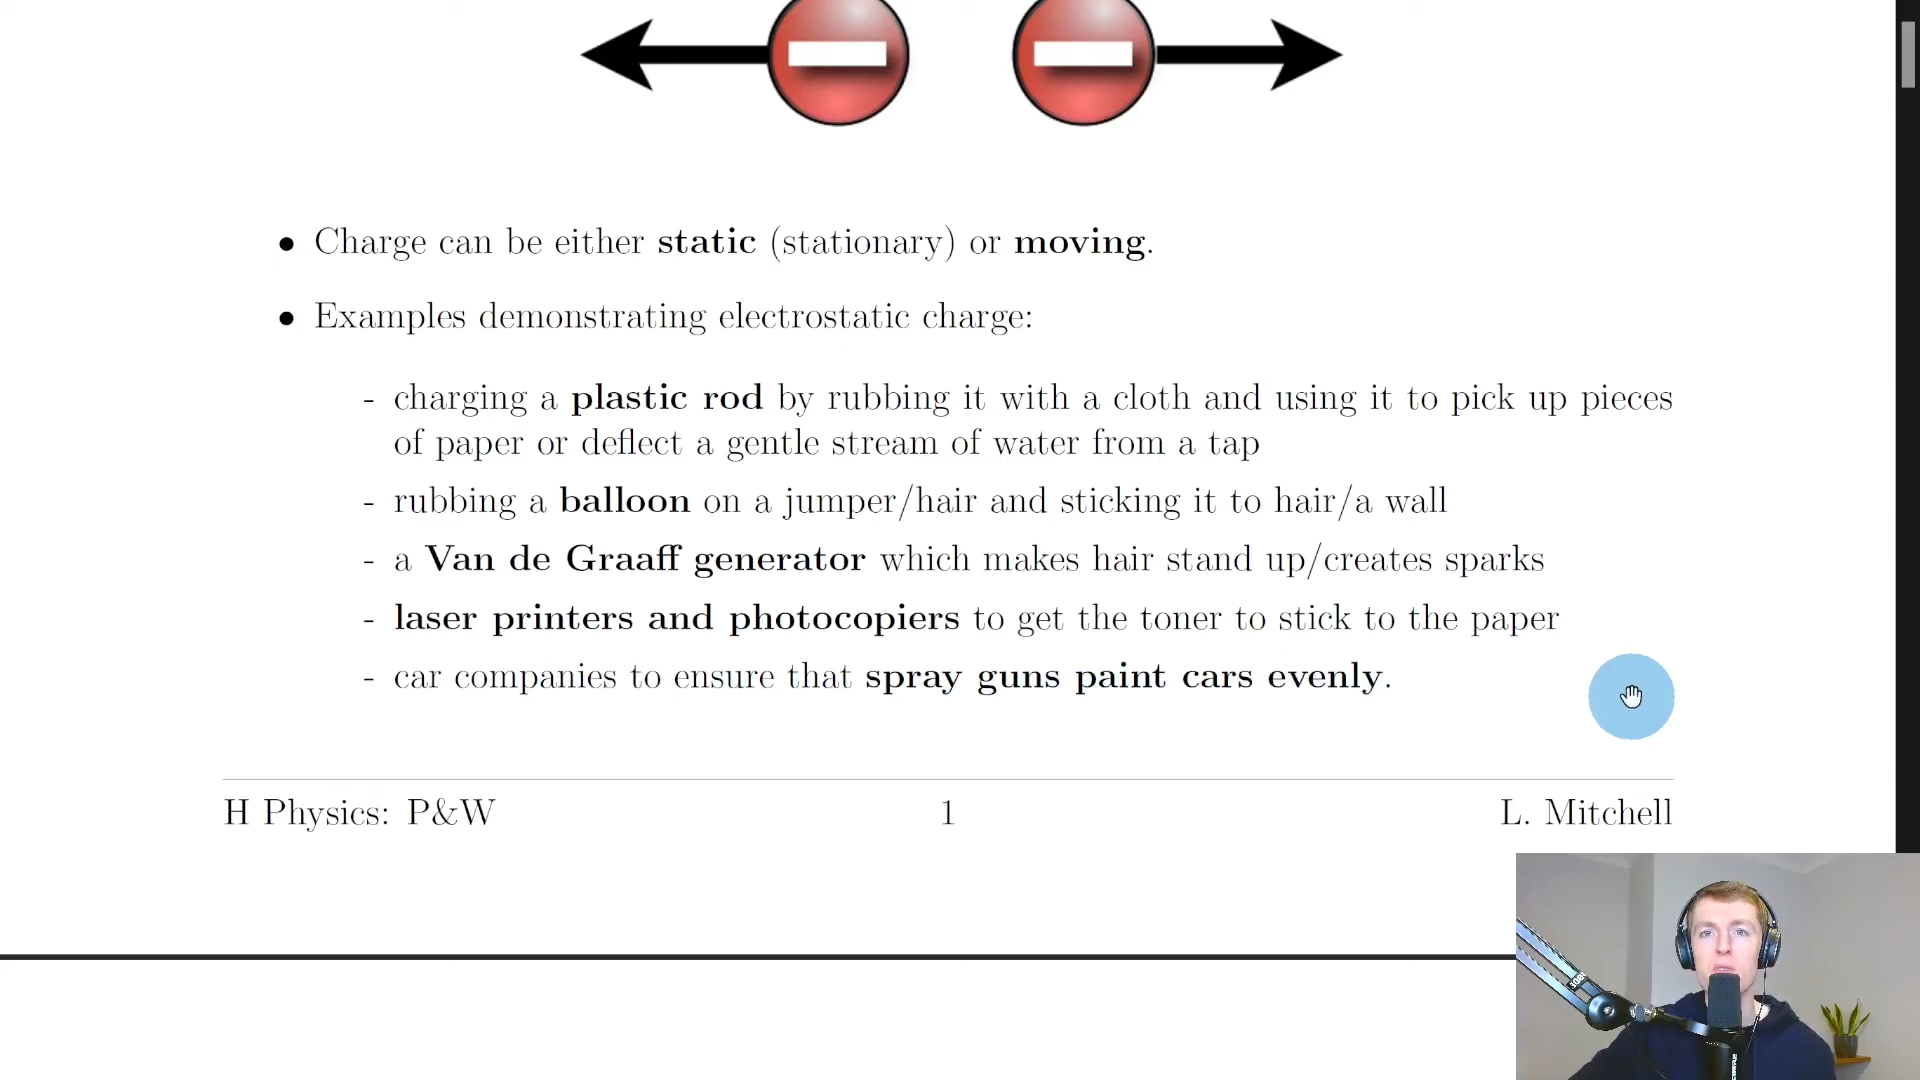 • Charge can be either static (stationary) or moving.
• Examples demonstrating electrostatic charge:
- charging a plastic rod by rubbing it with a cloth and using it to pick up pieces
of paper or deflect a gentle stream of water from a tap
- rubbing a balloon on a jumper/hair and sticking it to hair/a wall
- a Van de Graaff generator which makes hair stand up/creates sparks
- laser printers and photocopiers to get the toner to stick to the paper
- car companies to ensure that spray guns paint cars evenly.
H Physics: P&W 1 L. Mitchell